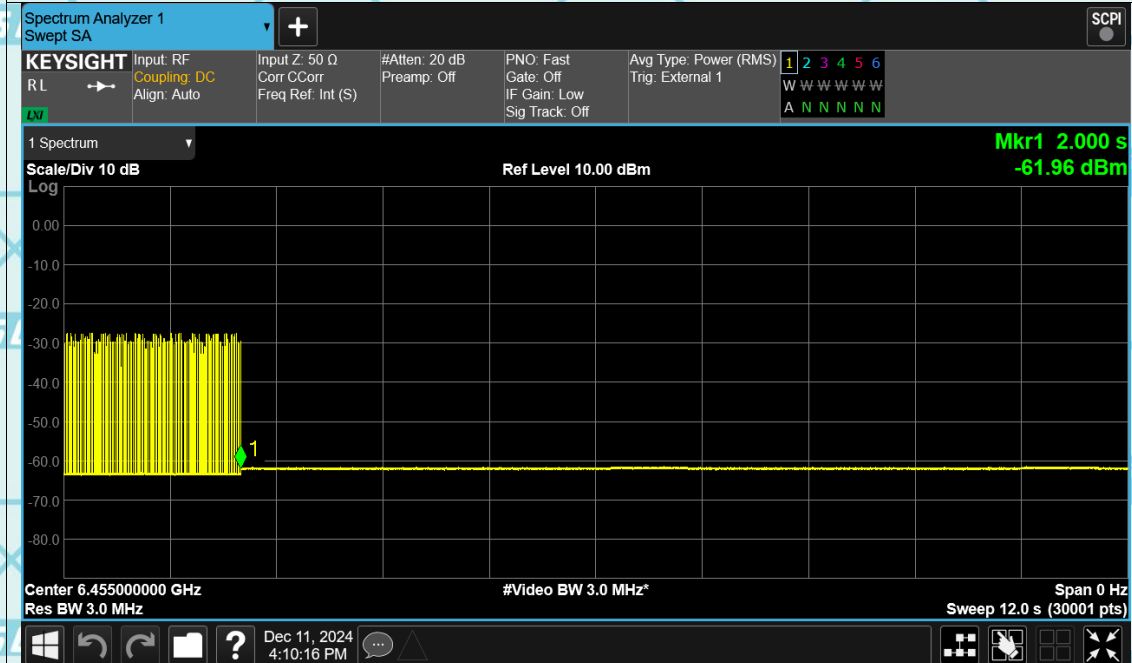 Spectrum Analyzer 1
Swept SA
+
SCPI
KEYSIGHT
R L
LXI
Input: RF
Coupling: DC
Align: Auto
Input Z: 50 Ω
Corr CCorr
Freq Ref: Int (S)
#Atten: 20 dB
Preamp: Off
PNO: Fast
Gate: Off
IF Gain: Low
Sig Track: Off
Avg Type: Power (RMS)
Trig: External 1
1 2 3 4 5 6
W W W W W W
A N N N N N
1 Spectrum
Mkr1 2.000 s
-61.96 dBm
Scale/Div 10 dB
Ref Level 10.00 dBm
Log
0.00
-10.0
-20.0
-30.0
-40.0
-50.0
-60.0
-70.0
-80.0
1
Center 6.455000000 GHz
#Video BW 3.0 MHz*
Span 0 Hz
Res BW 3.0 MHz
Sweep 12.0 s (30001 pts)
?
Dec 11, 2024
4:10:16 PM